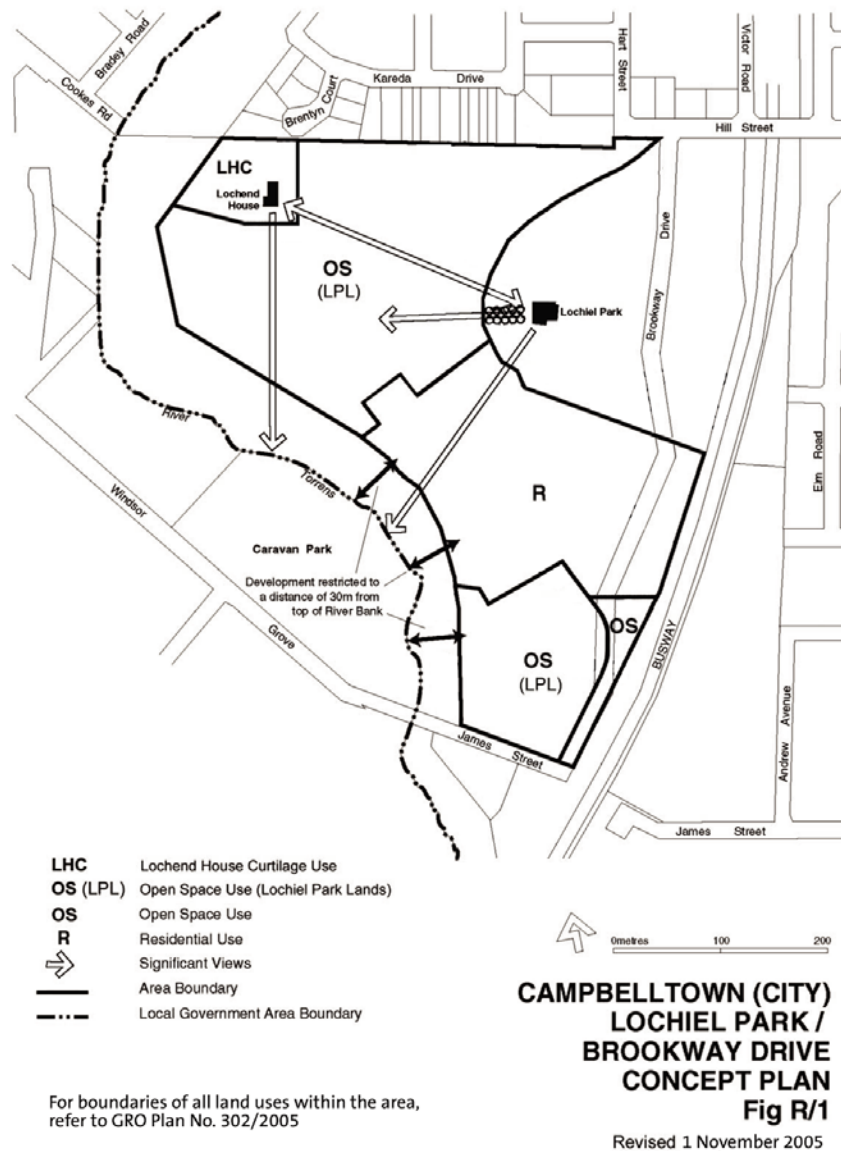 Bradey Road
Cookes Rd
Brentyn Court
Kareda Drive
Hart
Street
Victor
Road
Hill Street
LHC
Lochend
House
OS
(LPL)
Lochiel Park
Brookway Drive
River
Torrens
Windsor
Grove
R
Elm Road
Caravan Park
Development restricted to
a distance of 30m from
top of River Bank
OS
OS
(LPL)
BUSWAY
Andrew Avenue
James Street
James Street
LHC Lochend House Curtilage Use
OS (LPL) Open Space Use (Lochiel Park Lands)
OS Open Space Use
R Residential Use
Significant Views
Area Boundary
Local Government Area Boundary
0metres 100 200
CAMPBELLTOWN (CITY)
LOCHIEL PARK /
BROOKWAY DRIVE
CONCEPT PLAN
Fig R/1
Revised 1 November 2005
For boundaries of all land uses within the area,
refer to GRO Plan No. 302/2005